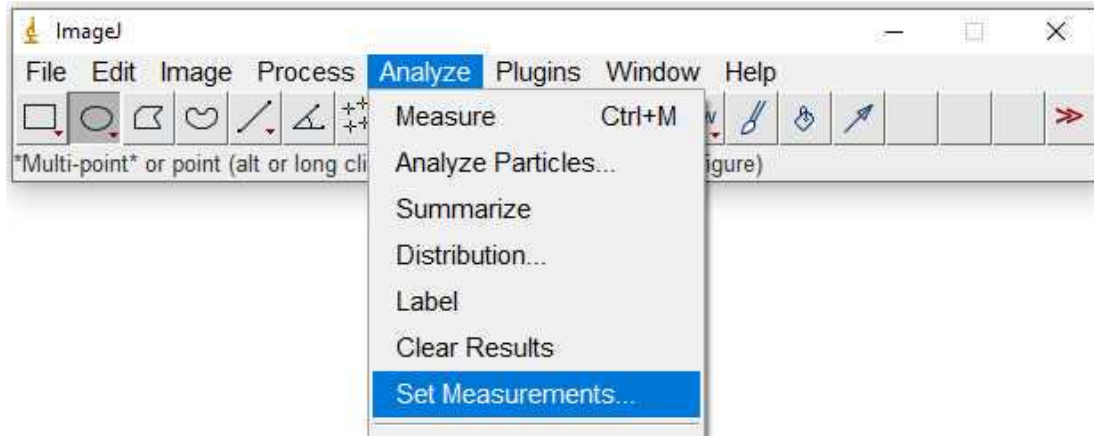 ImageJ
File Edit Image Process Analyze Plugins Window Help
*Multi-point* or point (alt or long cli
Measure Ctrl+M
Analyze Particles...
Summarize
Distribution...
Label
Clear Results
Set Measurements...